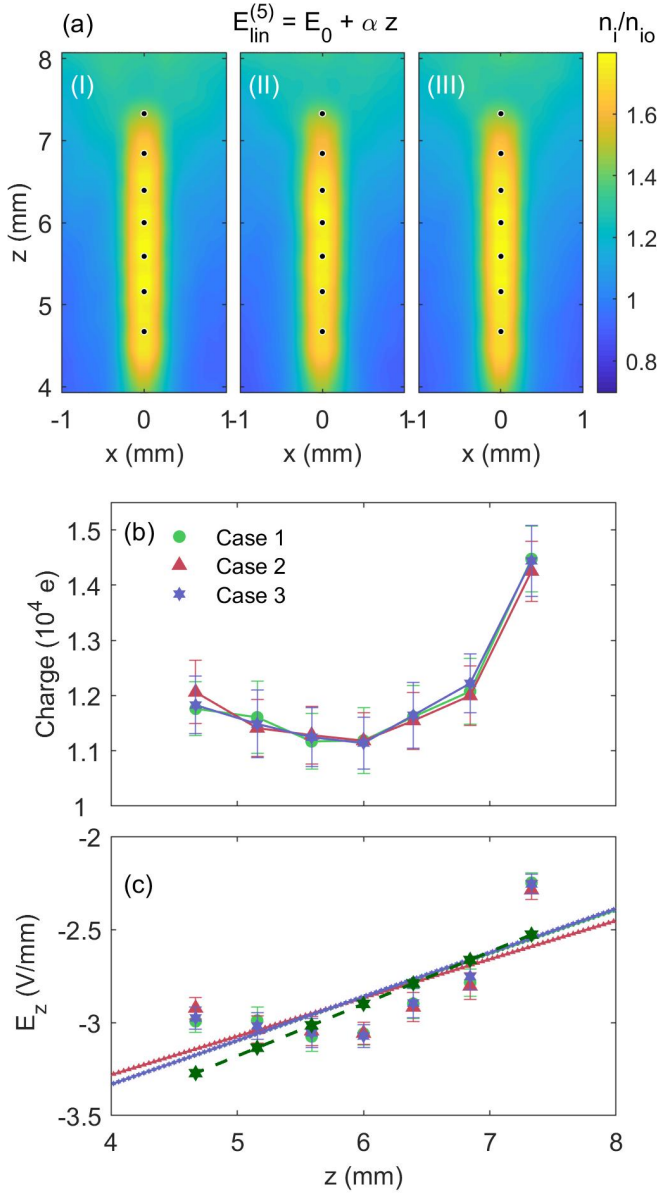 (a) E_lin^(5) = E_0 + α z n_i/n_io
(I) (II) (III)
8
7
6
5
4
z (mm)
-1 0 1 -1 0 1 -1 0 1
x (mm) x (mm) x (mm)
1.6
1.4
1.2
1
0.8
(b)
Case 1
Case 2
Case 3
1.5
1.4
1.3
1.2
1.1
1
Charge (10^4 e)
(c)
-2
-2.5
-3
-3.5
E_z (V/mm)
4 5 6 7 8
z (mm)